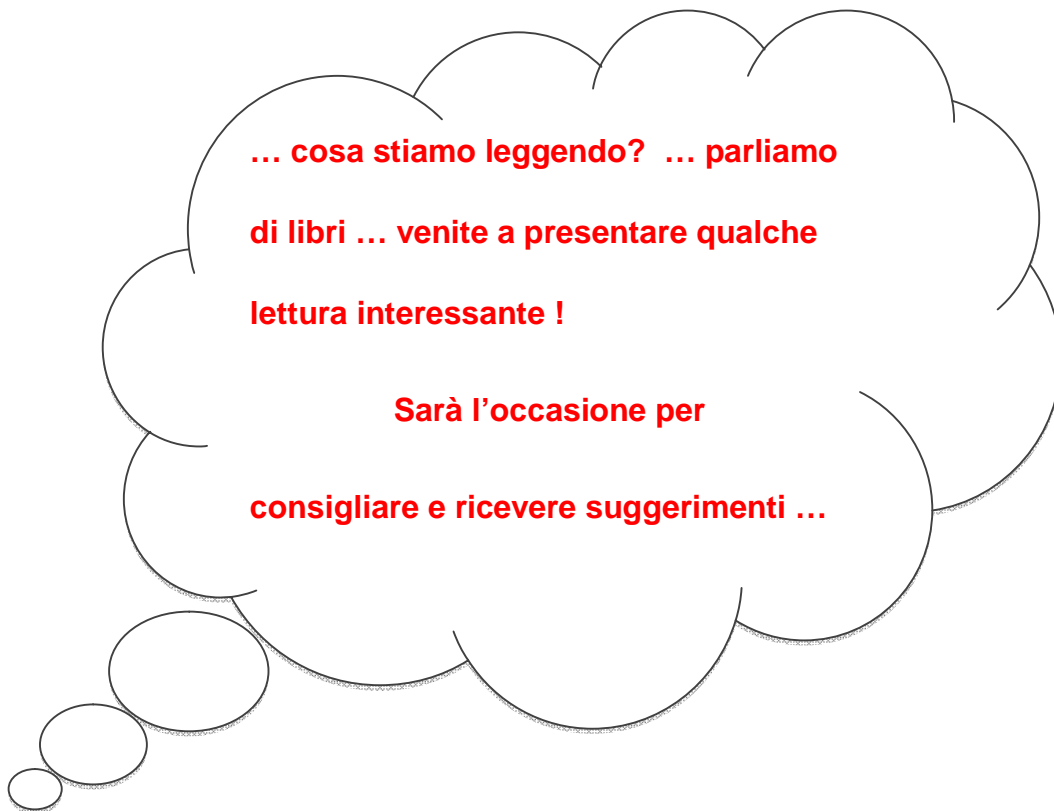 … cosa stiamo leggendo?  … parliamo
di libri … venite a presentare qualche
lettura interessante !
Sarà l’occasione per
consigliare e ricevere suggerimenti …